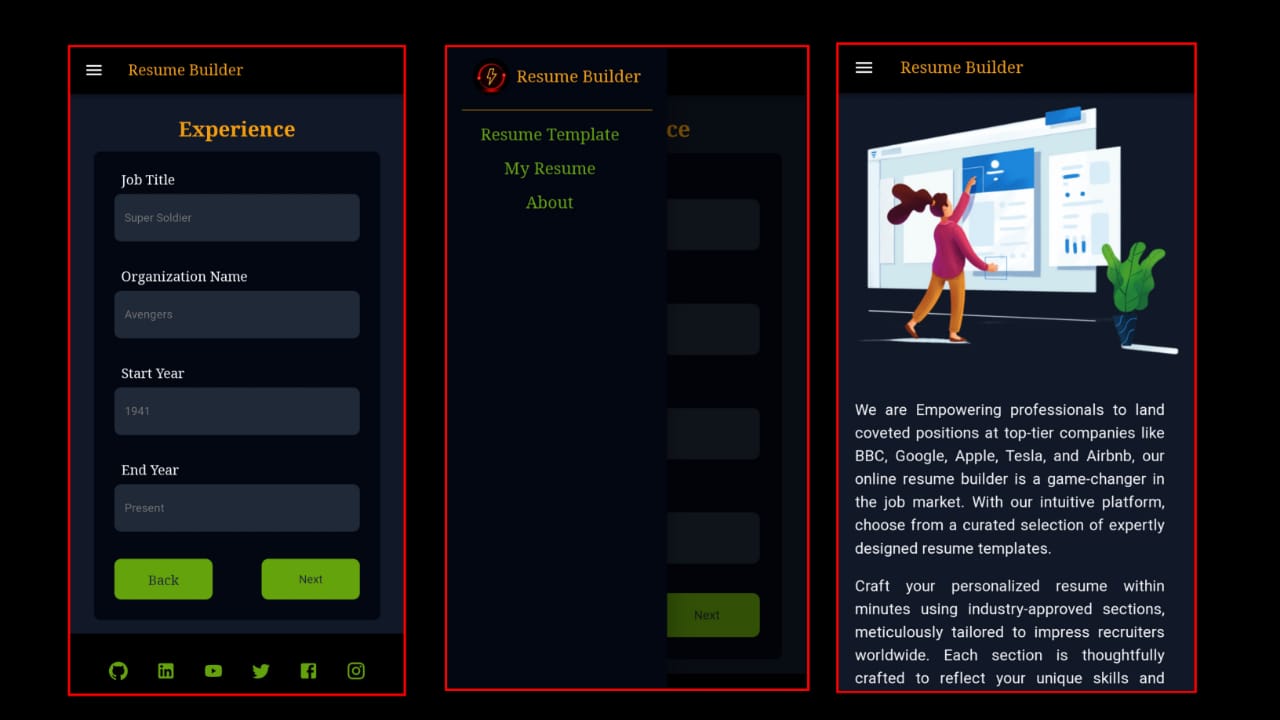 Resume Builder
Experience
Job Title
Super Soldier
Organization Name
Avengers
Start Year
1941
End Year
Present
Back
Next
Resume Builder
Resume Template
My Resume
About
ce
Next
Resume Builder
We are Empowering professionals to land
coveted positions at top-tier companies like
BBC, Google, Apple, Tesla, and Airbnb, our
online resume builder is a game-changer in
the job market. With our intuitive platform,
choose from a curated selection of expertly
designed resume templates.
Craft your personalized resume within
minutes using industry-approved sections,
meticulously tailored to impress recruiters
worldwide. Each section is thoughtfully
crafted to reflect your unique skills and